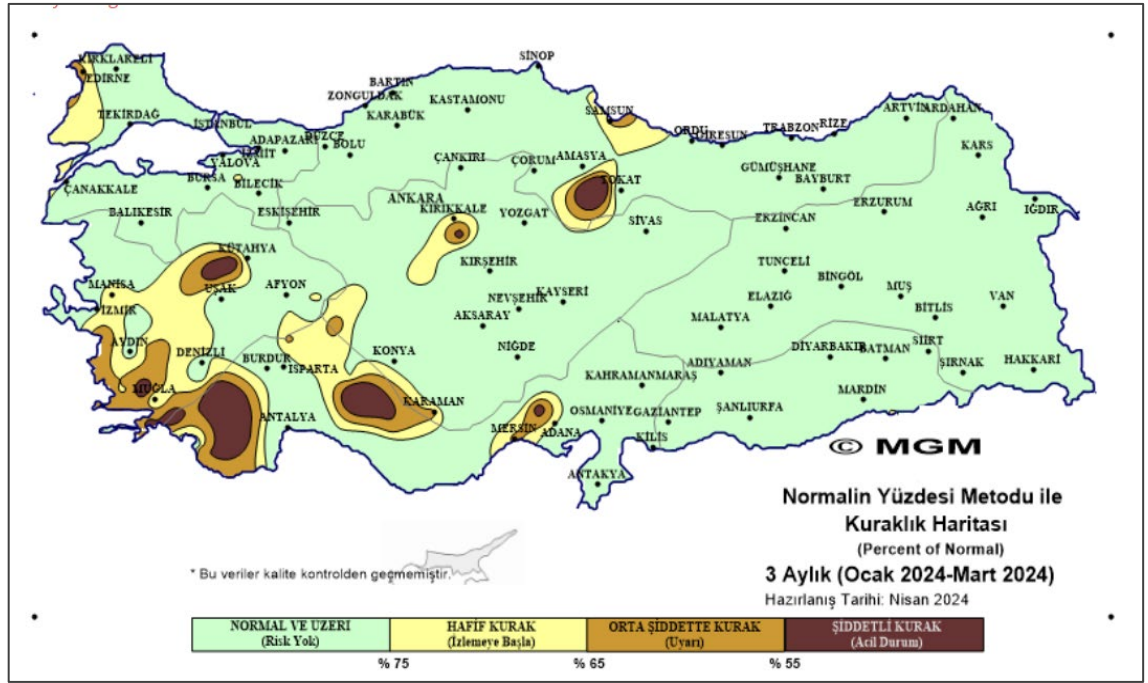 KIRKLARELİ
EDİRNE
TEKİRDAĞ
İSTANBUL
SİNOP
BARTIN
ZONGULDAK
KASTAMONU
KARABÜK
DÜZCE
ADAPAZARI
BOLU
İZMİT
YALOVA
SAMSUN
ORDU
GİRESUN
TRABZON
RİZE
ARTVİN
ARDAHAN
KARS
ÇANKIRI
ÇORUM
AMASYA
TOKAT
GÜMÜŞHANE
BAYBURT
ÇANAKKALE
BURSA
BİLECİK
ANKARA
KIRIKKALE
YOZGAT
SİVAS
ERZİNCAN
ERZURUM
AĞRI
IĞDIR
BALIKESİR
ESKİŞEHİR
KÜTAHYA
KIRŞEHİR
TUNCELİ
BİNGÖL
MUŞ
VAN
MANİSA
İZMİR
UŞAK
AFYON
NEVŞEHİR
KAYSERİ
AKSARAY
MALATYA
ELAZIĞ
BİTLİS
AYDIN
DENİZLİ
BURDUR
ISPARTA
KONYA
NİĞDE
KAHRAMANMARAŞ
ADIYAMAN
DİYARBAKIR
BATMAN
SİİRT
ŞIRNAK
HAKKARİ
MUĞLA
ANTALYA
KARAMAN
MERSİN
ADANA
OSMANİYE
GAZİANTEP
ŞANLIURFA
MARDİN
KİLİS
ANTAKYA
© MGM
Normalin Yüzdesi Metodu ile
Kuraklık Haritası
(Percent of Normal)
3 Aylık (Ocak 2024-Mart 2024)
Hazırlanış Tarihi: Nisan 2024
* Bu veriler kalite kontrolden geçmemiştir.
NORMAL VE ÜZERİ
(Risk Yok)
HAFİF KURAK
(İzlemeye Başla)
ORTA ŞİDDETTE KURAK
(Uyarı)
ŞİDDETLİ KURAK
(Acil Durum)
% 75
% 65
% 55